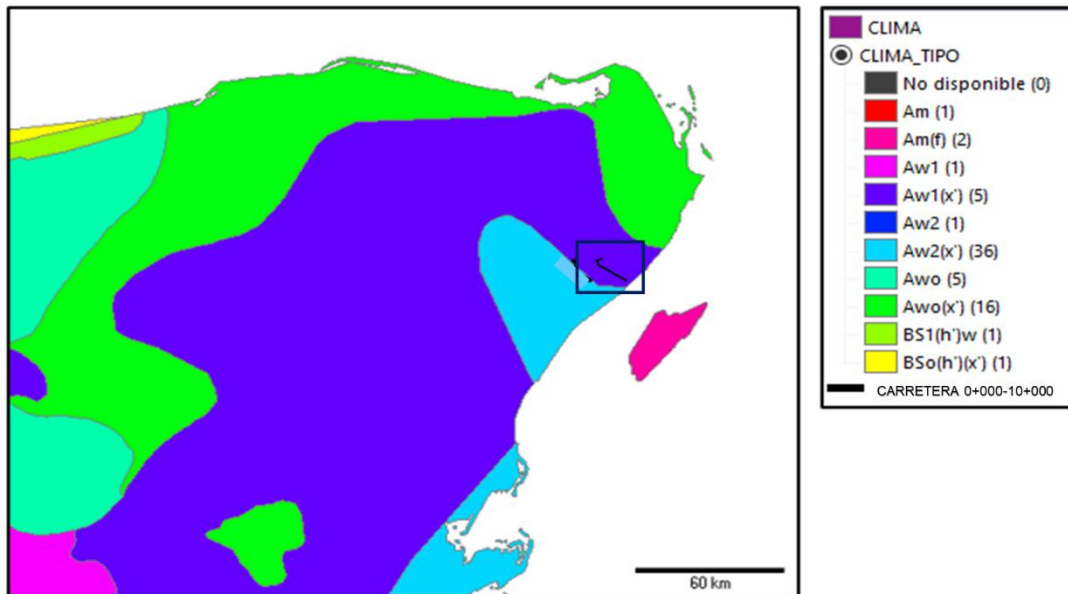 CLIMA
CLIMA_TIPO
No disponible (0)
Am (1)
Am(f) (2)
Aw1 (1)
Aw1(x') (5)
Aw2 (1)
Aw2(x') (36)
Awo (5)
Awo(x') (16)
BS1(h')w (1)
BSo(h')(x') (1)
CARRETERA 0+000-10+000
60 km